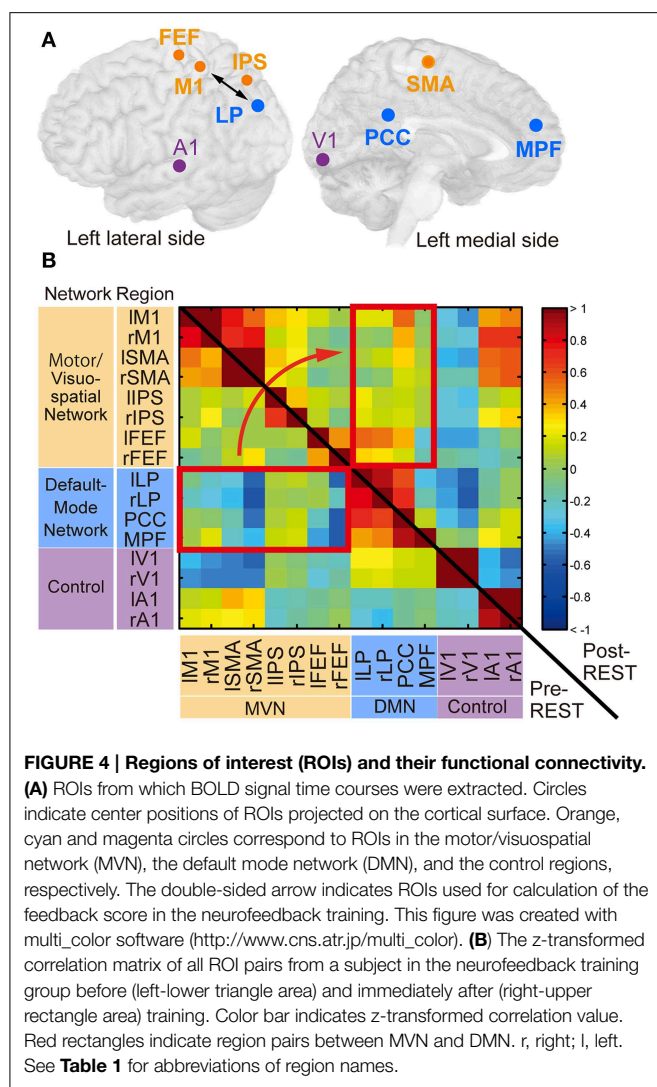 A
FEF
M1
IPS
LP
A1
Left lateral side
SMA
V1
PCC
MPF
Left medial side
B
Network Region
Motor/
Visuo-
spatial
Network
lM1
rM1
lSMA
rSMA
lIPS
rIPS
lFEF
rFEF
Default-
Mode
Network
lLP
rLP
PCC
MPF
Control
lV1
rV1
lA1
rA1
> 1
0.8
0.6
0.4
0.2
0
-0.2
-0.4
-0.6
-0.8
< -1
lM1
rM1
lSMA
rSMA
lIPS
rIPS
lFEF
rFEF
lLP
rLP
PCC
MPF
lV1
rV1
lA1
rA1
MVN
DMN
Control
Pre-
REST
Post-
REST
FIGURE 4 | Regions of interest (ROIs) and their functional connectivity.
(A) ROIs from which BOLD signal time courses were extracted. Circles
indicate center positions of ROIs projected on the cortical surface. Orange,
cyan and magenta circles correspond to ROIs in the motor/visuospatial
network (MVN), the default mode network (DMN), and the control regions,
respectively. The double-sided arrow indicates ROIs used for calculation of the
feedback score in the neurofeedback training. This figure was created with
multi_color software (http://www.cns.atr.jp/multi_color). (B) The z-transformed
correlation matrix of all ROI pairs from a subject in the neurofeedback training
group before (left-lower triangle area) and immediately after (right-upper
rectangle area) training. Color bar indicates z-transformed correlation value.
Red rectangles indicate region pairs between MVN and DMN. r, right; l, left.
See Table 1 for abbreviations of region names.